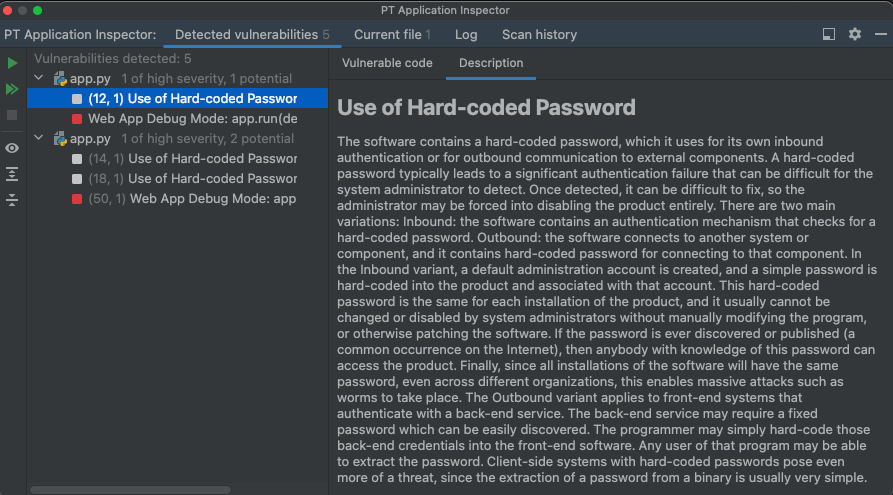 PT Application Inspector
PT Application Inspector: Detected vulnerabilities 5 Current file 1 Log Scan history
Vulnerabilities detected: 5
app.py 1 of high severity, 1 potential
(12, 1) Use of Hard-coded Passwor
Web App Debug Mode: app.run(de
app.py 1 of high severity, 2 potential
(14, 1) Use of Hard-coded Passwor
(18, 1) Use of Hard-coded Passwor
(50, 1) Web App Debug Mode: app
Vulnerable code Description
Use of Hard-coded Password
The software contains a hard-coded password, which it uses for its own inbound
authentication or for outbound communication to external components. A hard-coded
password typically leads to a significant authentication failure that can be difficult for the
system administrator to detect. Once detected, it can be difficult to fix, so the
administrator may be forced into disabling the product entirely. There are two main
variations: Inbound: the software contains an authentication mechanism that checks for a
hard-coded password. Outbound: the software connects to another system or
component, and it contains hard-coded password for connecting to that component. In
the Inbound variant, a default administration account is created, and a simple password is
hard-coded into the product and associated with that account. This hard-coded
password is the same for each installation of the product, and it usually cannot be
changed or disabled by system administrators without manually modifying the program,
or otherwise patching the software. If the password is ever discovered or published (a
common occurrence on the Internet), then anybody with knowledge of this password can
access the product. Finally, since all installations of the software will have the same
password, even across different organizations, this enables massive attacks such as
worms to take place. The Outbound variant applies to front-end systems that
authenticate with a back-end service. The back-end service may require a fixed
password which can be easily discovered. The programmer may simply hard-code those
back-end credentials into the front-end software. Any user of that program may be able
to extract the password. Client-side systems with hard-coded passwords pose even
more of a threat, since the extraction of a password from a binary is usually very simple.